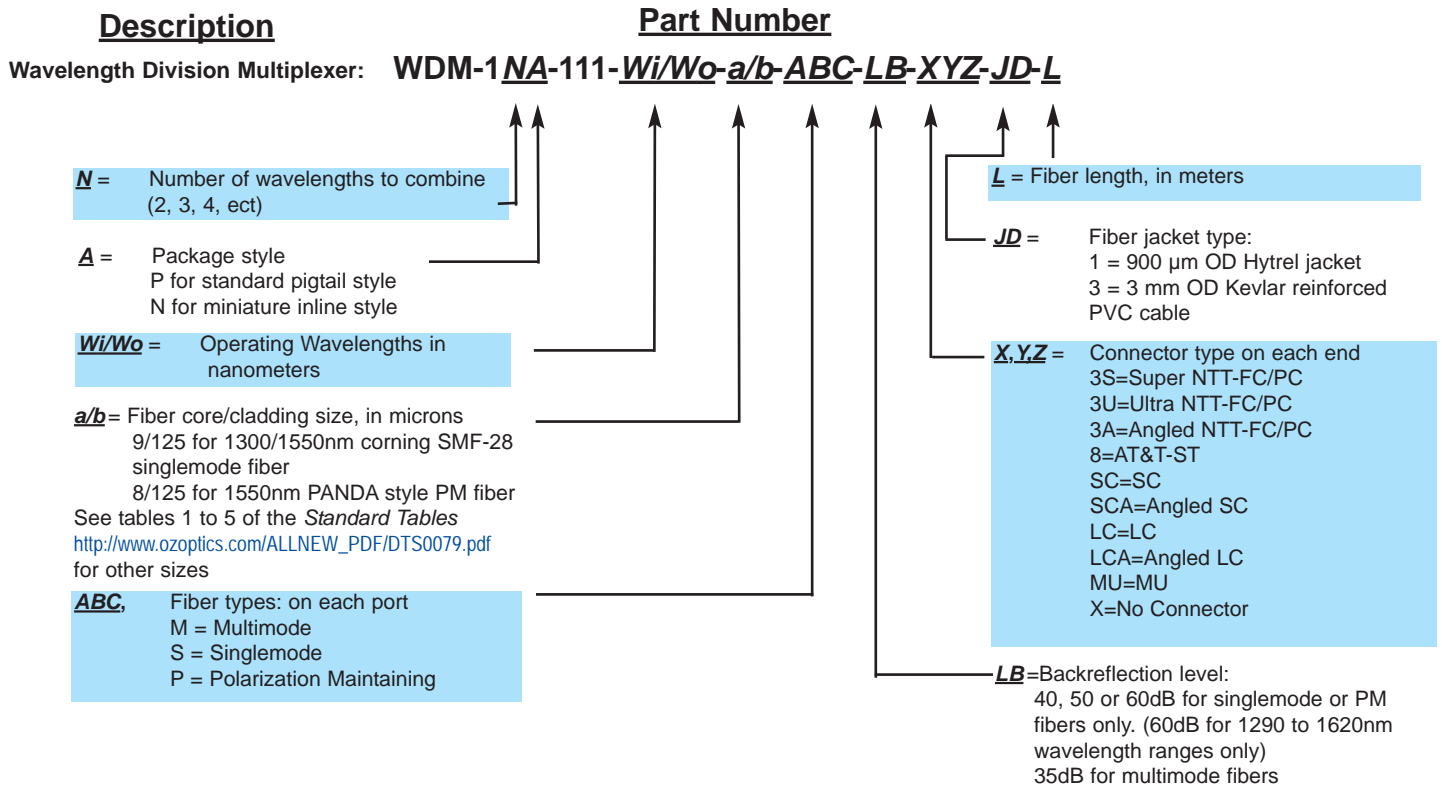 Description
Part Number
Wavelength Division Multiplexer: WDM-1NA-111-Wi/Wo-a/b-ABC-LB-XYZ-JD-L
N = Number of wavelengths to combine
(2, 3, 4, ect)
A = Package style
P for standard pigtail style
N for miniature inline style
Wi/Wo = Operating Wavelengths in
nanometers
a/b= Fiber core/cladding size, in microns
9/125 for 1300/1550nm corning SMF-28
singlemode fiber
8/125 for 1550nm PANDA style PM fiber
See tables 1 to 5 of the Standard Tables
http://www.ozoptics.com/ALLNEW_PDF/DTS0079.pdf
for other sizes
ABC, Fiber types: on each port
M = Multimode
S = Singlemode
P = Polarization Maintaining
L = Fiber length, in meters
JD = Fiber jacket type:
1 = 900 µm OD Hytrel jacket
3 = 3 mm OD Kevlar reinforced
PVC cable
X,Y,Z = Connector type on each end
3S=Super NTT-FC/PC
3U=Ultra NTT-FC/PC
3A=Angled NTT-FC/PC
8=AT&T-ST
SC=SC
SCA=Angled SC
LC=LC
LCA=Angled LC
MU=MU
X=No Connector
LB=Backreflection level:
40, 50 or 60dB for singlemode or PM
fibers only. (60dB for 1290 to 1620nm
wavelength ranges only)
35dB for multimode fibers